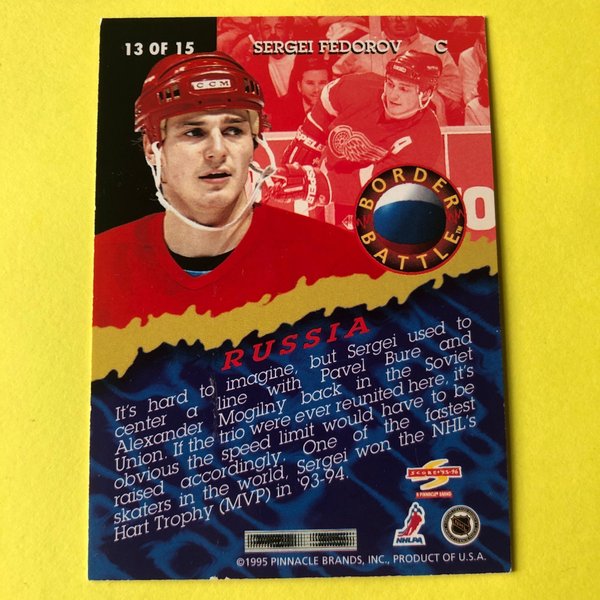 13 OF 15 SERGEI FEDOROV C
CCM
BORDER
BATTLE™
RUSSIA
It's hard to imagine, but Sergei used to
center a line with Pavel Bure and
Alexander Mogilny back in the Soviet
Union. If the trio were ever reunited here, it's
obvious the speed limit would have to be
raised accordingly. One of the fastest
skaters in the world, Sergei won the NHL's
Hart Trophy (MVP) in '93-94.
SCORE® '95-96
A PINNACLE BRAND
NHLPA
©1995 PINNACLE BRANDS, INC., PRODUCT OF U.S.A.